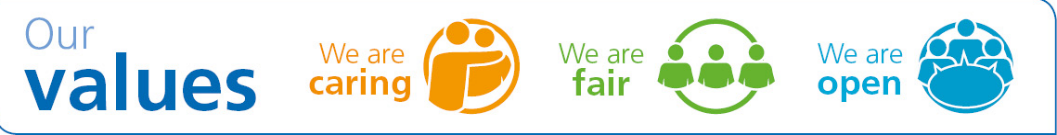 Our
values
We are
caring
We are
fair
We are
open